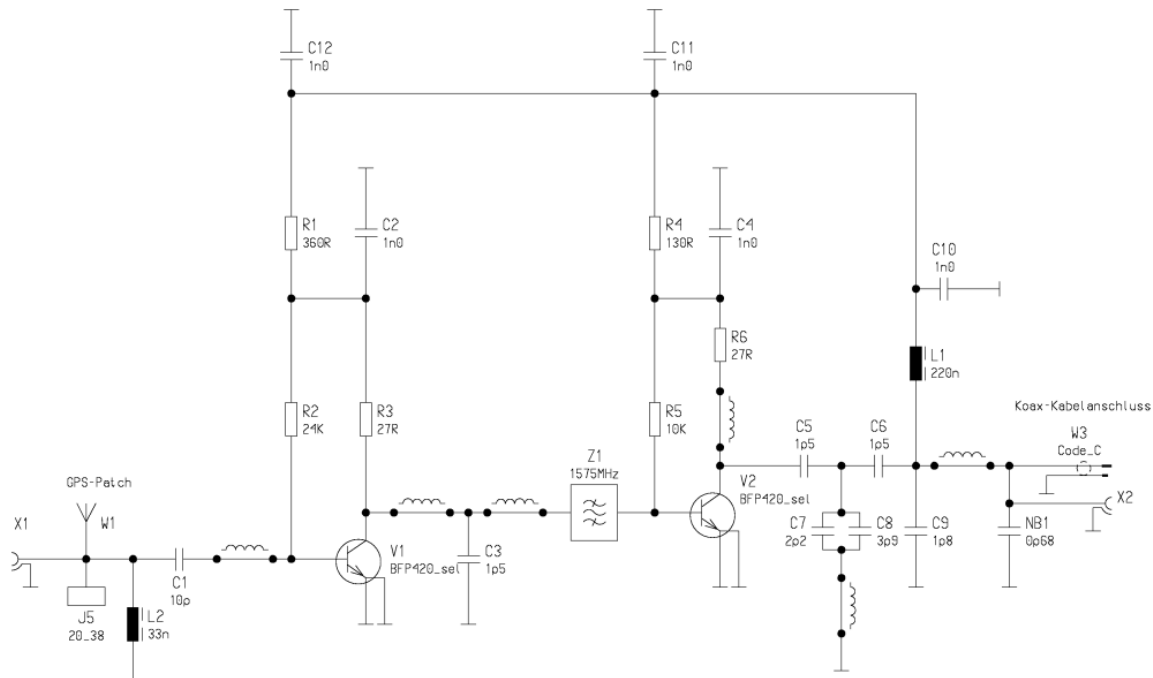 C12
1n0
C11
1n0
R1
360R
C2
1n0
R4
130R
C4
1n0
C10
1n0
R6
27R
L1
220n
R2
24K
R3
27R
R5
10K
Koax-Kabelanschluss
W3
Code_C
C5
1p5
C6
1p5
Z1
1575MHz
GPS-Patch
V2
BFP420_sel
X2
X1
W1
V1
BFP420_sel
C3
1p5
C7
2p2
C8
3p9
C9
1p8
NB1
0p68
C1
10p
J5
20_38
L2
33n